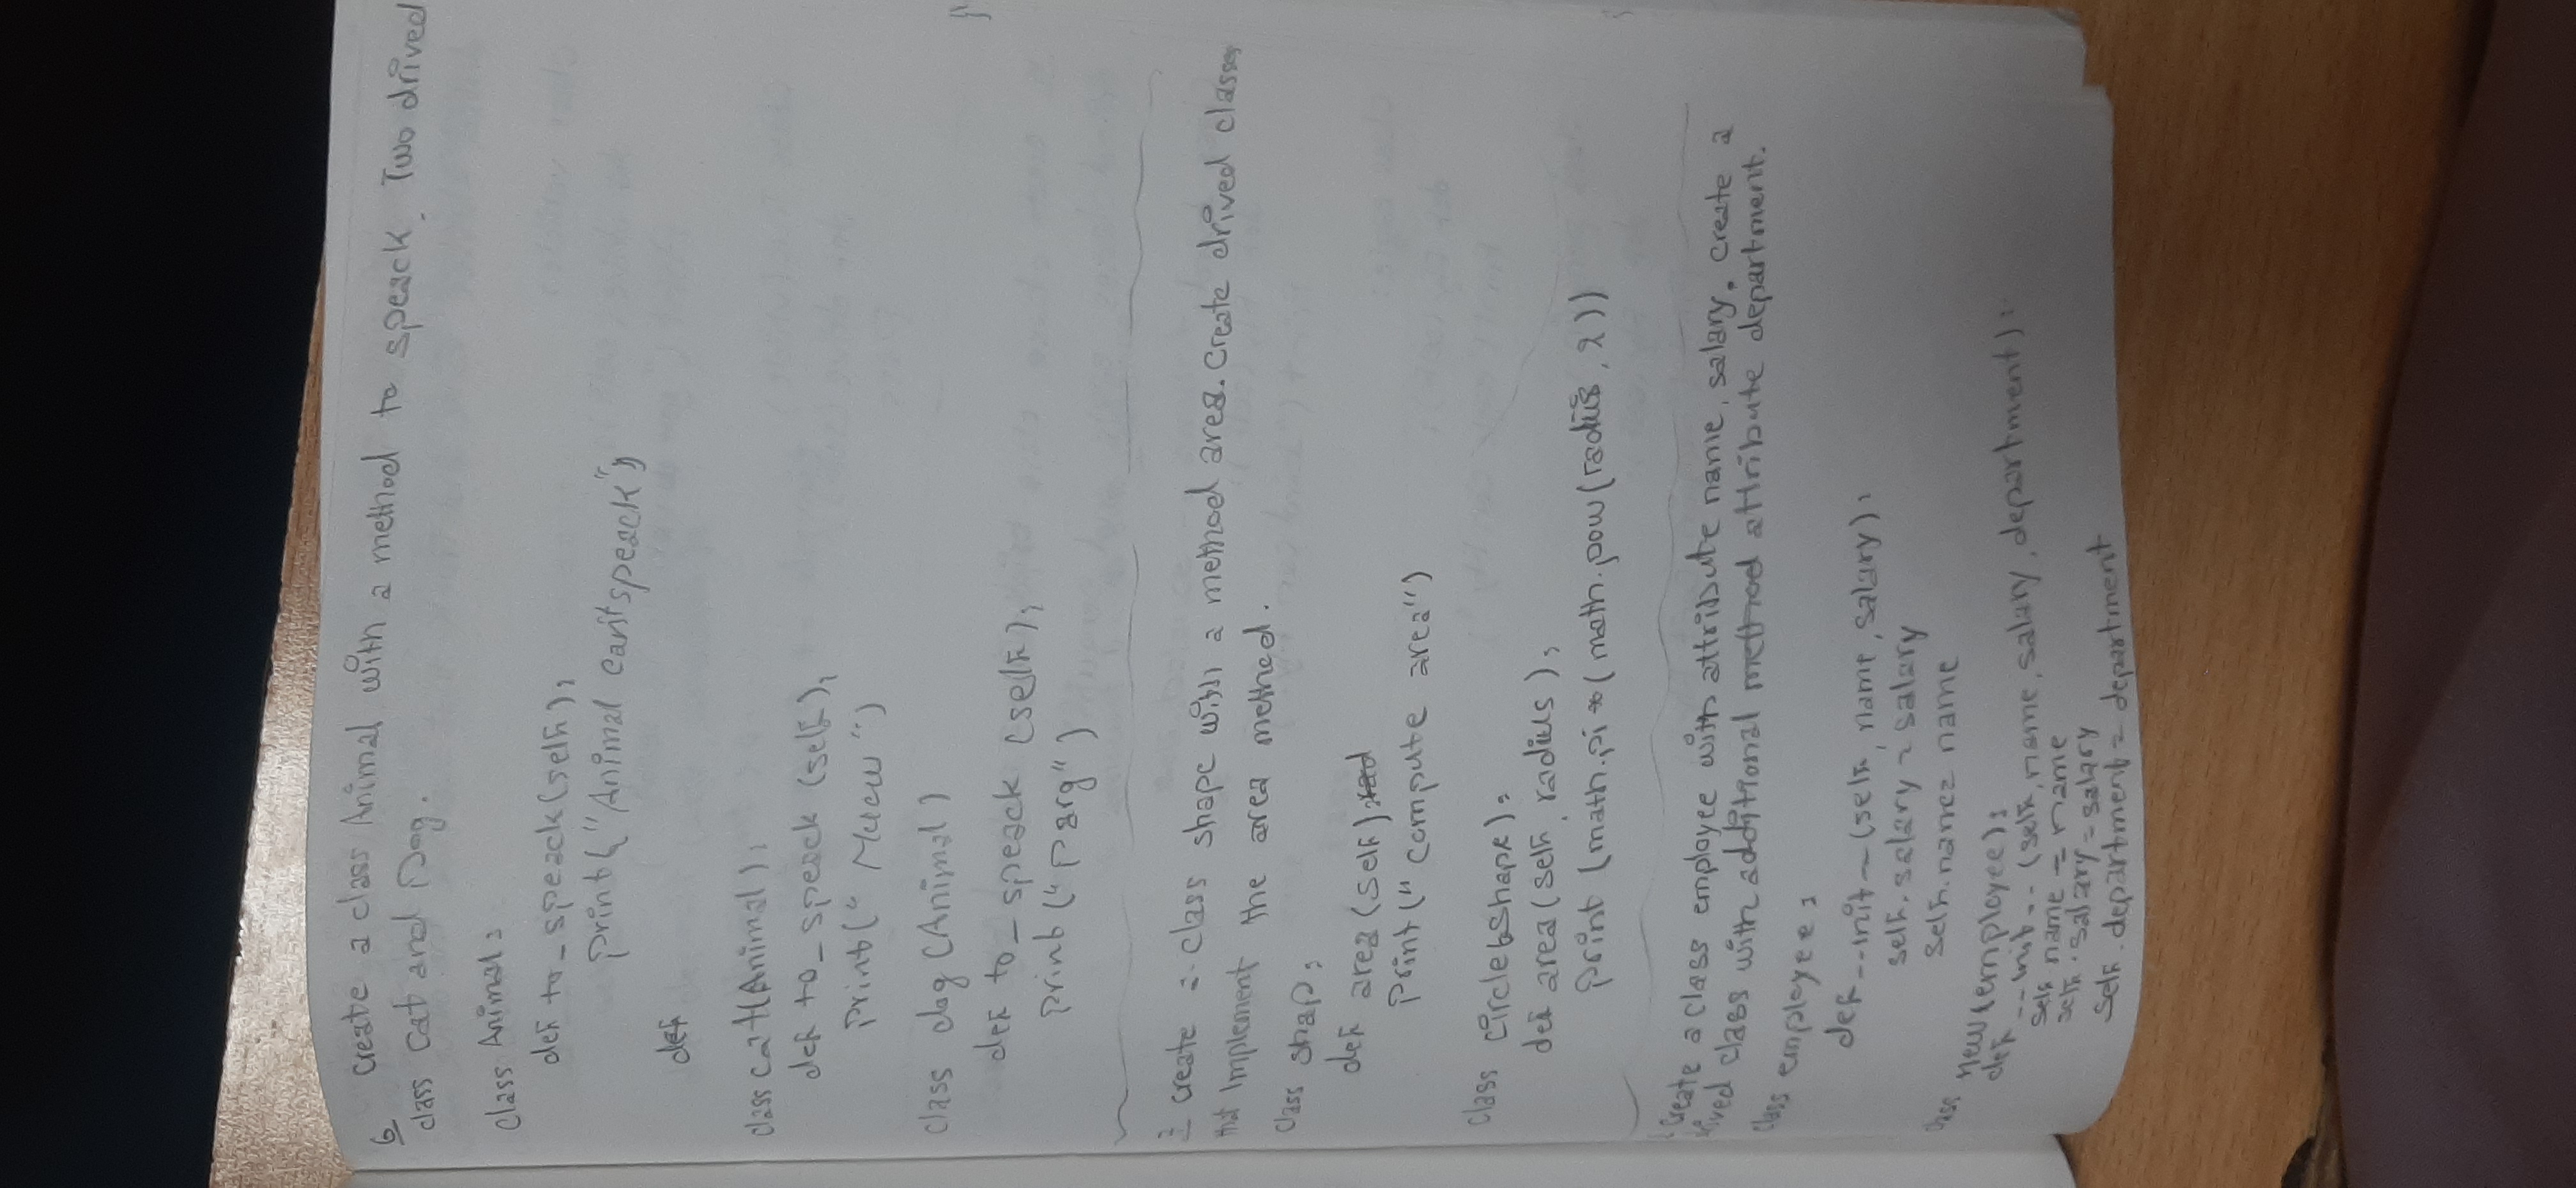 6 Create a class Animal with a method to speack. Two drived
class Cat and Dog.
Class Animal:
def to_speack(self):
print("Animal can't speack")
def
class cat(Animal):
def to_speack (self):
print("Muew")
class dog (Animal)
def to_speack (self):
print("Parg")
create a class shape with a method area. Create drived classes
that Implement the area method.
Class shap:
def area(self):
print("compute area")
class circle(shape):
def area(self, radius):
print (math.pi*(math.pow(radius, 2))
Create a class employee with attribute name, salary. create a
drived class with additional method attribute department.
class employee:
def __init__(self, name, salary):
self.salary = salary
self.name = name
class new(employee):
def __init__ (self, name, salary, department):
self name = name
self.salary = salary
self.department = department